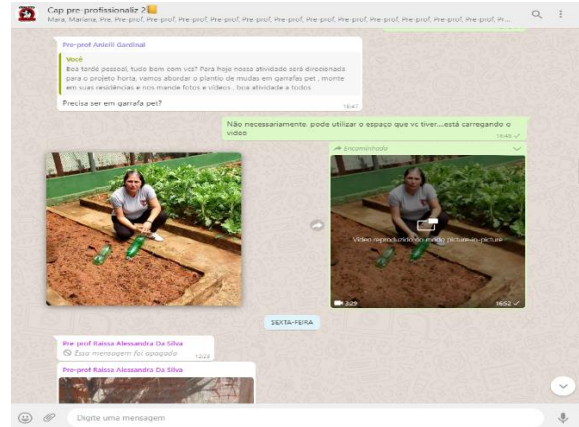 Cap pre-profissionaliz 2
Mara, Mariana, Pre, Pre-prof, Pre-prof, Pre-prof, Pre-prof, Pre-prof, Pre-prof, Pre-prof, Pre-prof, Pre-prof, Pre-prof, Pre-prof, Pr...
Pre-prof Anielli Gardinal
Você
Boa tarde pessoal, tudo bem com vcs? Para hoje nossa atividade será direcionada
para o projeto horta, vamos abordar o plantio de mudas em garrafas pet , monte
em suas residências e nos mande fotos e vídeos , boa atividade a todos
Precisa ser em garrafa pet?
16:47
Não necessariamente. pode utilizar o espaço que vc tiver....está carregando o
video
16:48
Encaminhada
Vídeo reproduzido no modo picture-in-picture
3:29
16:52
SEXTA-FEIRA
Pre prof Raissa Alessandra Da Silva
Essa mensagem foi apagada
12:23
Pre-prof Raissa Alessandra Da Silva
Digite uma mensagem